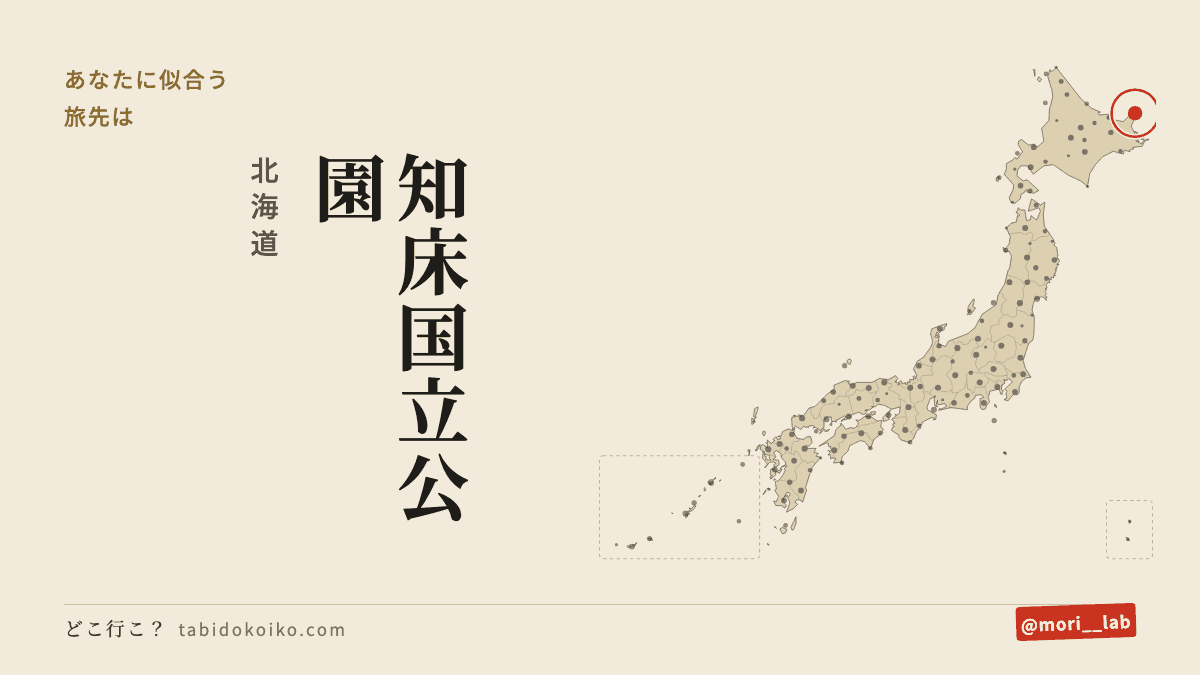 あなたに似合う
旅先は
知床国立公
園
北海道
どこ行こ？ tabidokoiko.com
@mori__lab